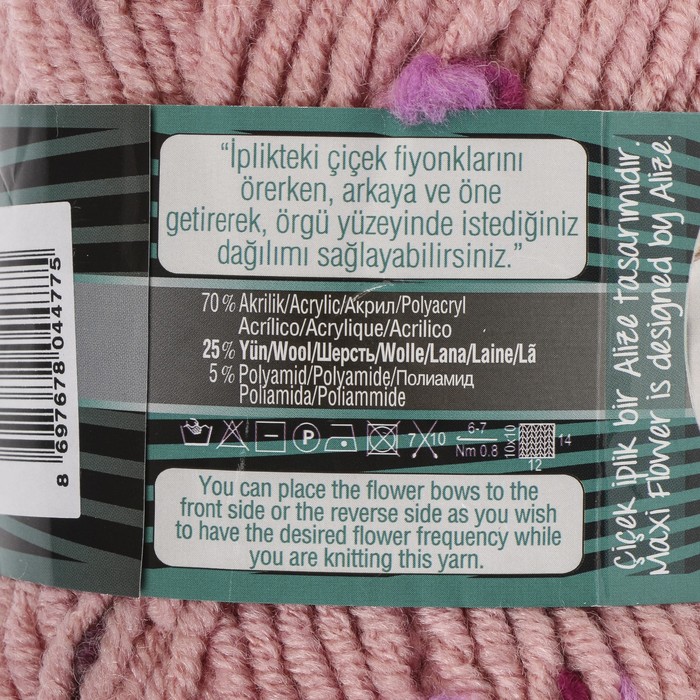 “İplikteki çiçek fiyonklarını
örerken, arkaya ve öne
getirerek, örgü yüzeyinde istediğiniz
dağılımı sağlayabilirsiniz.”
70 % Akrilik/Acrylic/Акрил/Polyacryl
Acrílico/Acrylique/Acrilico
25 % Yün/Wool/Шерсть/Wolle/Lana/Laine/Lã
5 % Polyamid/Polyamide/Полиамид
Poliamida/Poliammide
P 7 10 6-7 Nm 0.8 10x10 14
12
You can place the flower bows to the
front side or the reverse side as you wish
to have the desired flower frequency while
you are knitting this yarn.
Çiçek iplik bir Alize tasarımıdır.
Maxi Flower is designed by Alize.
8 697678 044775